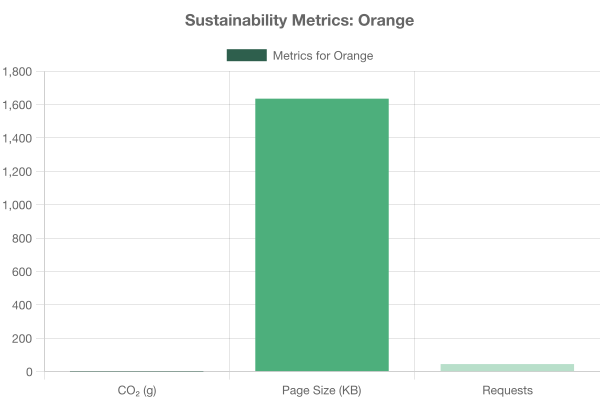 Sustainability Metrics: Orange
Metrics for Orange
1,800
1,600
1,400
1,200
1,000
800
600
400
200
0
CO₂ (g)
Page Size (KB)
Requests